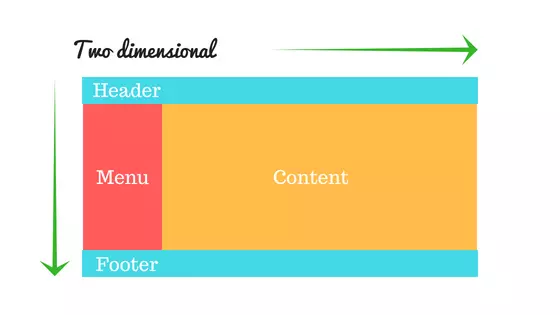 Two dimensional
Header
Menu
Content
Footer